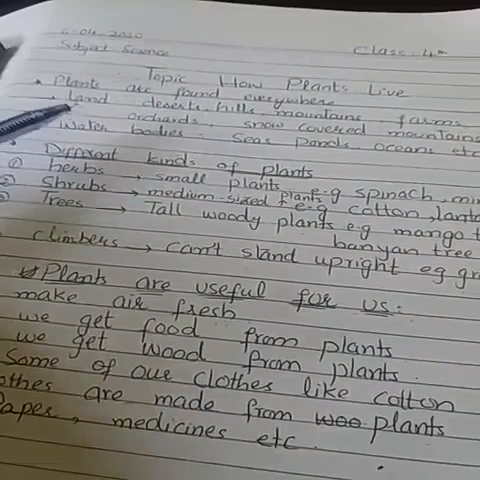 6-04-2020
Subject Science Class. 4th
Topic How Plants Live
Plants are found everywhere
Land deserts, hills, mountains, farms,
orchards, snow covered mountains
Water bodies. Seas Ponds, oceans etc
Different kinds of plants
① herbs → small plants e.g spinach,
② Shrubs → medium-sized plants e.g cotton,
Trees → Tall woody plants eg mango
banyan tree
climbers → can't stand upright eg
Plants are useful for us:
make air fresh
we get food from plants
we get wood from plants.
Some of our clothes like cotton
are made from plants
medicines etc